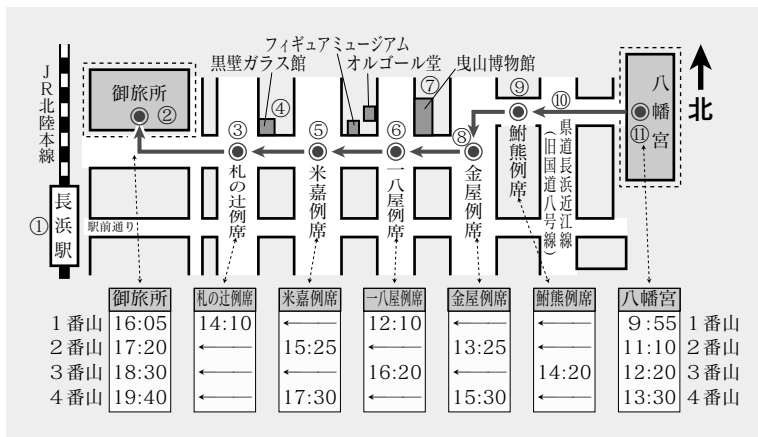 フィギュアミュージアム
黒壁ガラス館
オルゴール堂
⑦
曳山博物館
④
⑨
⑩
北
八幡宮
⑪
御旅所
②
③
⑤
⑥
⑧
JR北陸本線
①
長浜駅
駅前通り
札の辻例席
米嘉例席
一八屋例席
金屋例席
鮒熊例席
県道長浜近江線
(旧国道八号線)
御旅所 札の辻例席 米嘉例席 一八屋例席 金屋例席 鮒熊例席 八幡宮
1番山 16:05 14:10 ← 12:10 ← ← 9:55 1番山
2番山 17:20 ← 15:25 ← 13:25 ← 11:10 2番山
3番山 18:30 ← ← 16:20 ← 14:20 12:20 3番山
4番山 19:40 ← 17:30 ← 15:30 ← 13:30 4番山